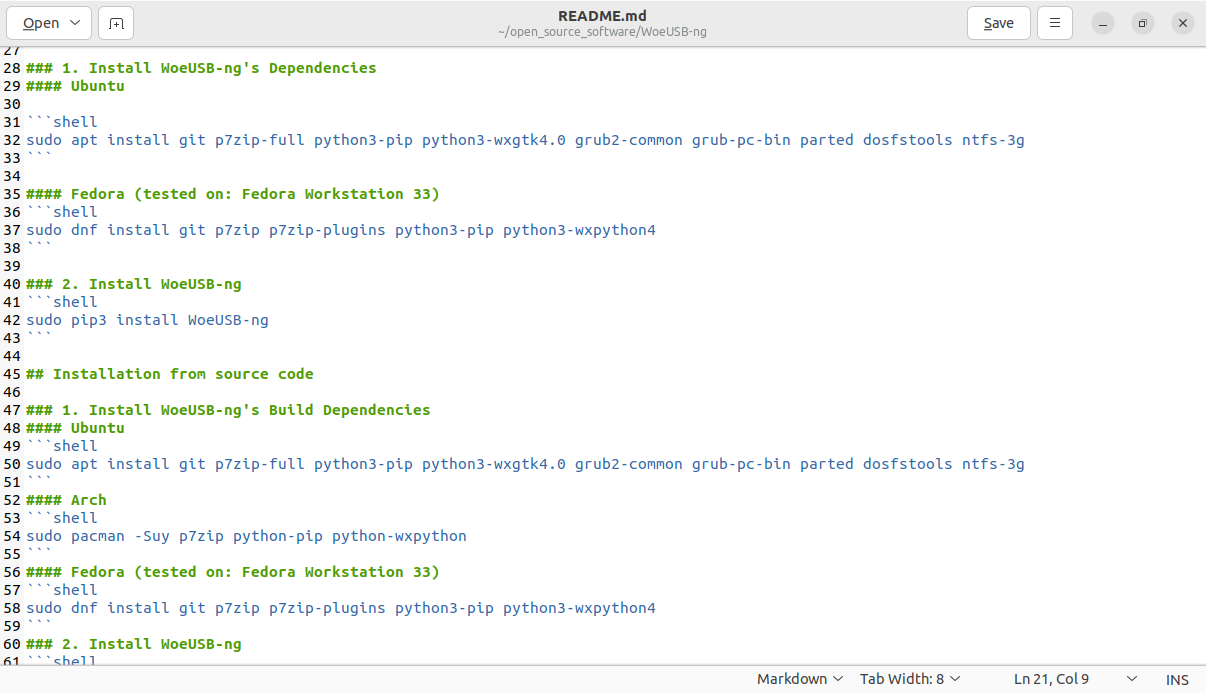 Open
README.md
~/open_source_software/WoeUSB-ng
Save
27
28 ### 1. Install WoeUSB-ng's Dependencies
29 #### Ubuntu
30
31 ```shell
32 sudo apt install git p7zip-full python3-pip python3-wxgtk4.0 grub2-common grub-pc-bin parted dosfstools ntfs-3g
33 ```
34
35 #### Fedora (tested on: Fedora Workstation 33)
36 ```shell
37 sudo dnf install git p7zip p7zip-plugins python3-pip python3-wxpython4
38 ```
39
40 ### 2. Install WoeUSB-ng
41 ```shell
42 sudo pip3 install WoeUSB-ng
43 ```
44
45 ## Installation from source code
46
47 ### 1. Install WoeUSB-ng's Build Dependencies
48 #### Ubuntu
49 ```shell
50 sudo apt install git p7zip-full python3-pip python3-wxgtk4.0 grub2-common grub-pc-bin parted dosfstools ntfs-3g
51 ```
52 #### Arch
53 ```shell
54 sudo pacman -Suy p7zip python-pip python-wxpython
55 ```
56 #### Fedora (tested on: Fedora Workstation 33)
57 ```shell
58 sudo dnf install git p7zip p7zip-plugins python3-pip python3-wxpython4
59 ```
60 ### 2. Install WoeUSB-ng
61 ```shell
Markdown Tab Width: 8 Ln 21, Col 9 INS